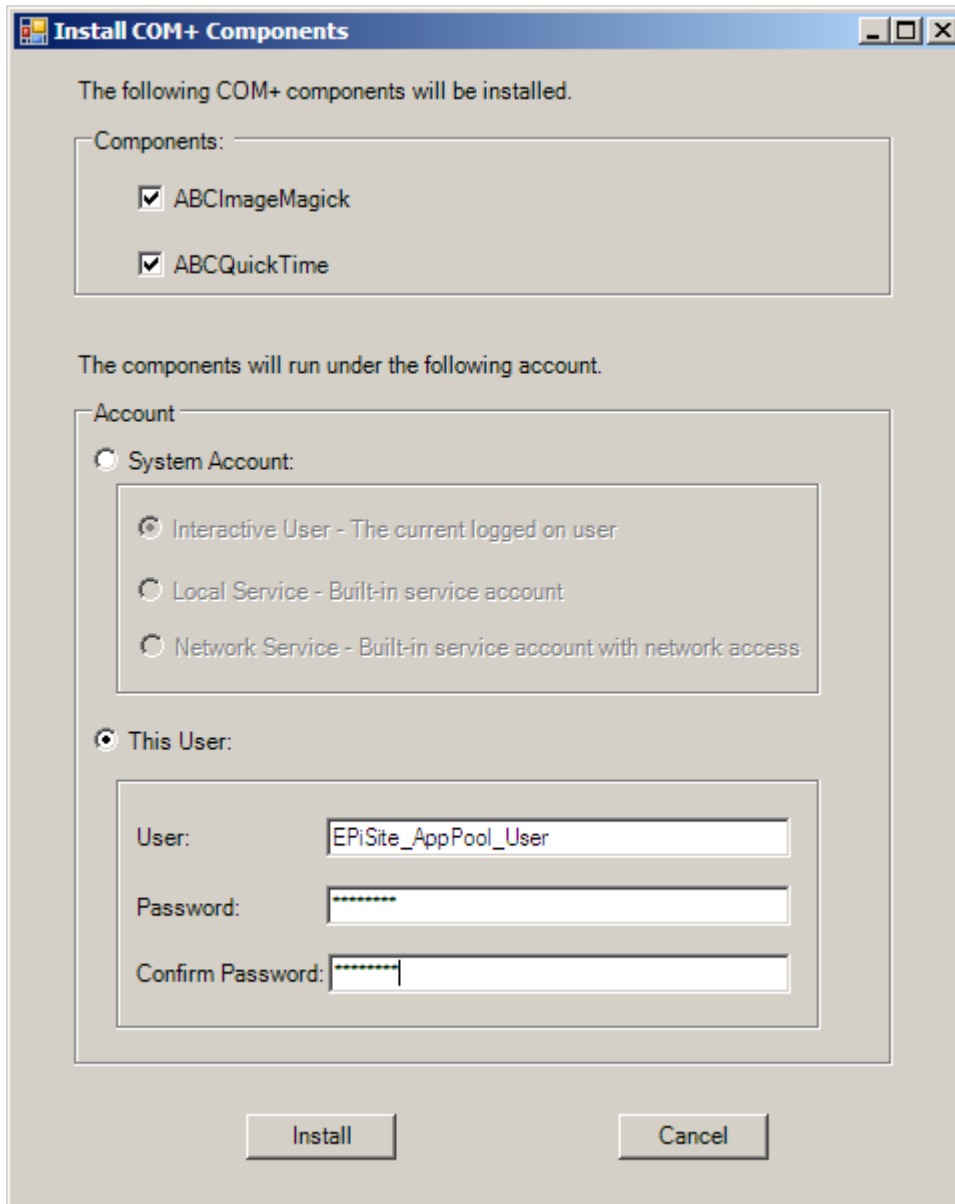 Install COM+ Components
The following COM+ components will be installed.
Components:
ABCImageMagick
ABCQuickTime
The components will run under the following account.
Account
System Account:
Interactive User - The current logged on user
Local Service - Built-in service account
Network Service - Built-in service account with network access
This User:
User: EPiSite_AppPool_User
Password: ********
Confirm Password: ********
Install Cancel